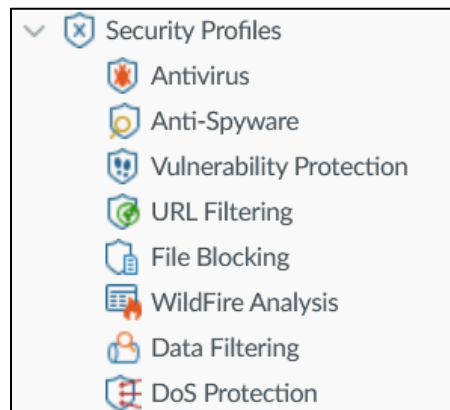 Security Profiles
Antivirus
Anti-Spyware
Vulnerability Protection
URL Filtering
File Blocking
WildFire Analysis
Data Filtering
DoS Protection